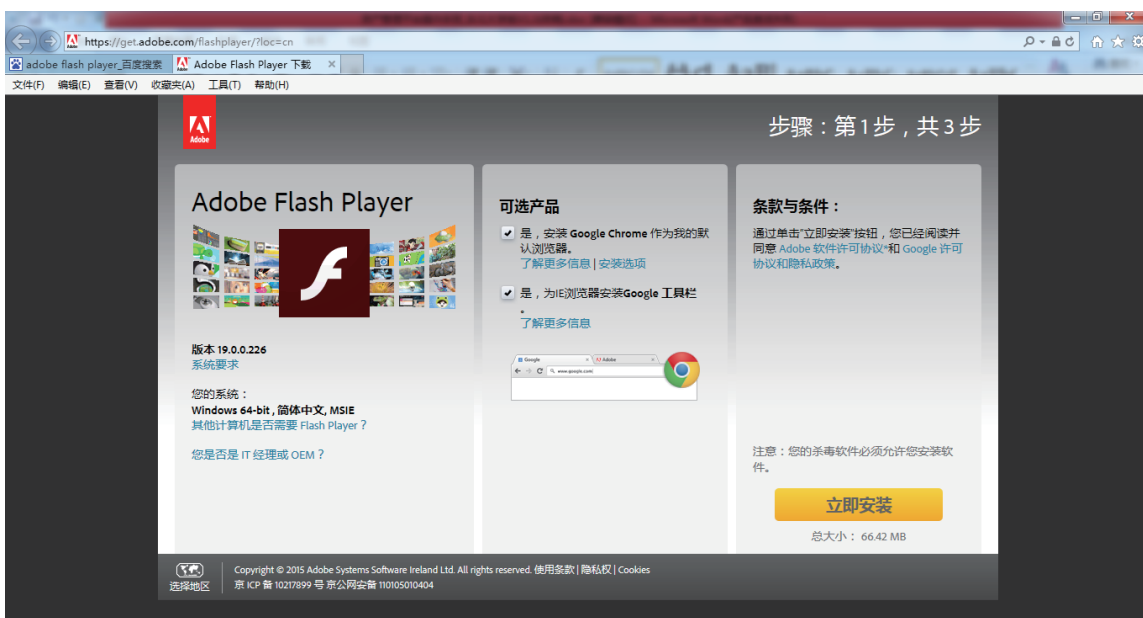 https://get.adobe.com/flashplayer/?loc=cn
adobe flash player_百度搜索
Adobe Flash Player 下载
文件(F) 编辑(E) 查看(V) 收藏夹(A) 工具(T) 帮助(H)
Adobe
步骤：第1步，共3步
Adobe Flash Player
版本 19.0.0.226
系统要求
您的系统：
Windows 64-bit , 简体中文, MSIE
其他计算机是否需要 Flash Player？
您是否是 IT 经理或 OEM？
可选产品
是，安装 Google Chrome 作为我的默
认浏览器。
了解更多信息 | 安装选项
是，为IE浏览器安装Google 工具栏
。
了解更多信息
Google
Adobe
www.google.com
条款与条件：
通过单击“立即安装”按钮，您已经阅读并
同意 Adobe 软件许可协议*和 Google 许可
协议和隐私政策。
注意：您的杀毒软件必须允许您安装软
件。
立即安装
总大小： 66.42 MB
选择地区
Copyright © 2015 Adobe Systems Software Ireland Ltd. All rights reserved. 使用条款 | 隐私权 | Cookies
京 ICP 备 10217899 号 京公网安备 110105010404